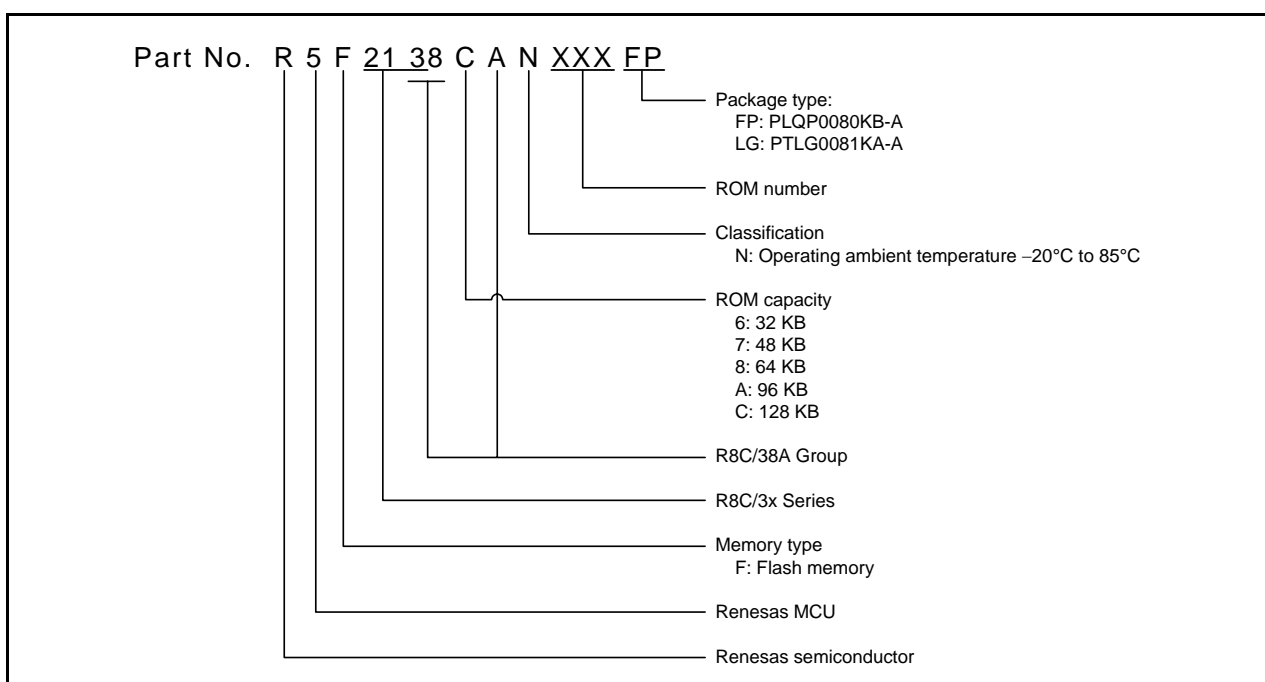 Part No. R 5 F 21 38 C A N XXX FP
Package type:
FP: PLQP0080KB-A
LG: PTLG0081KA-A
ROM number
Classification
N: Operating ambient temperature −20°C to 85°C
ROM capacity
6: 32 KB
7: 48 KB
8: 64 KB
A: 96 KB
C: 128 KB
R8C/38A Group
R8C/3x Series
Memory type
F: Flash memory
Renesas MCU
Renesas semiconductor